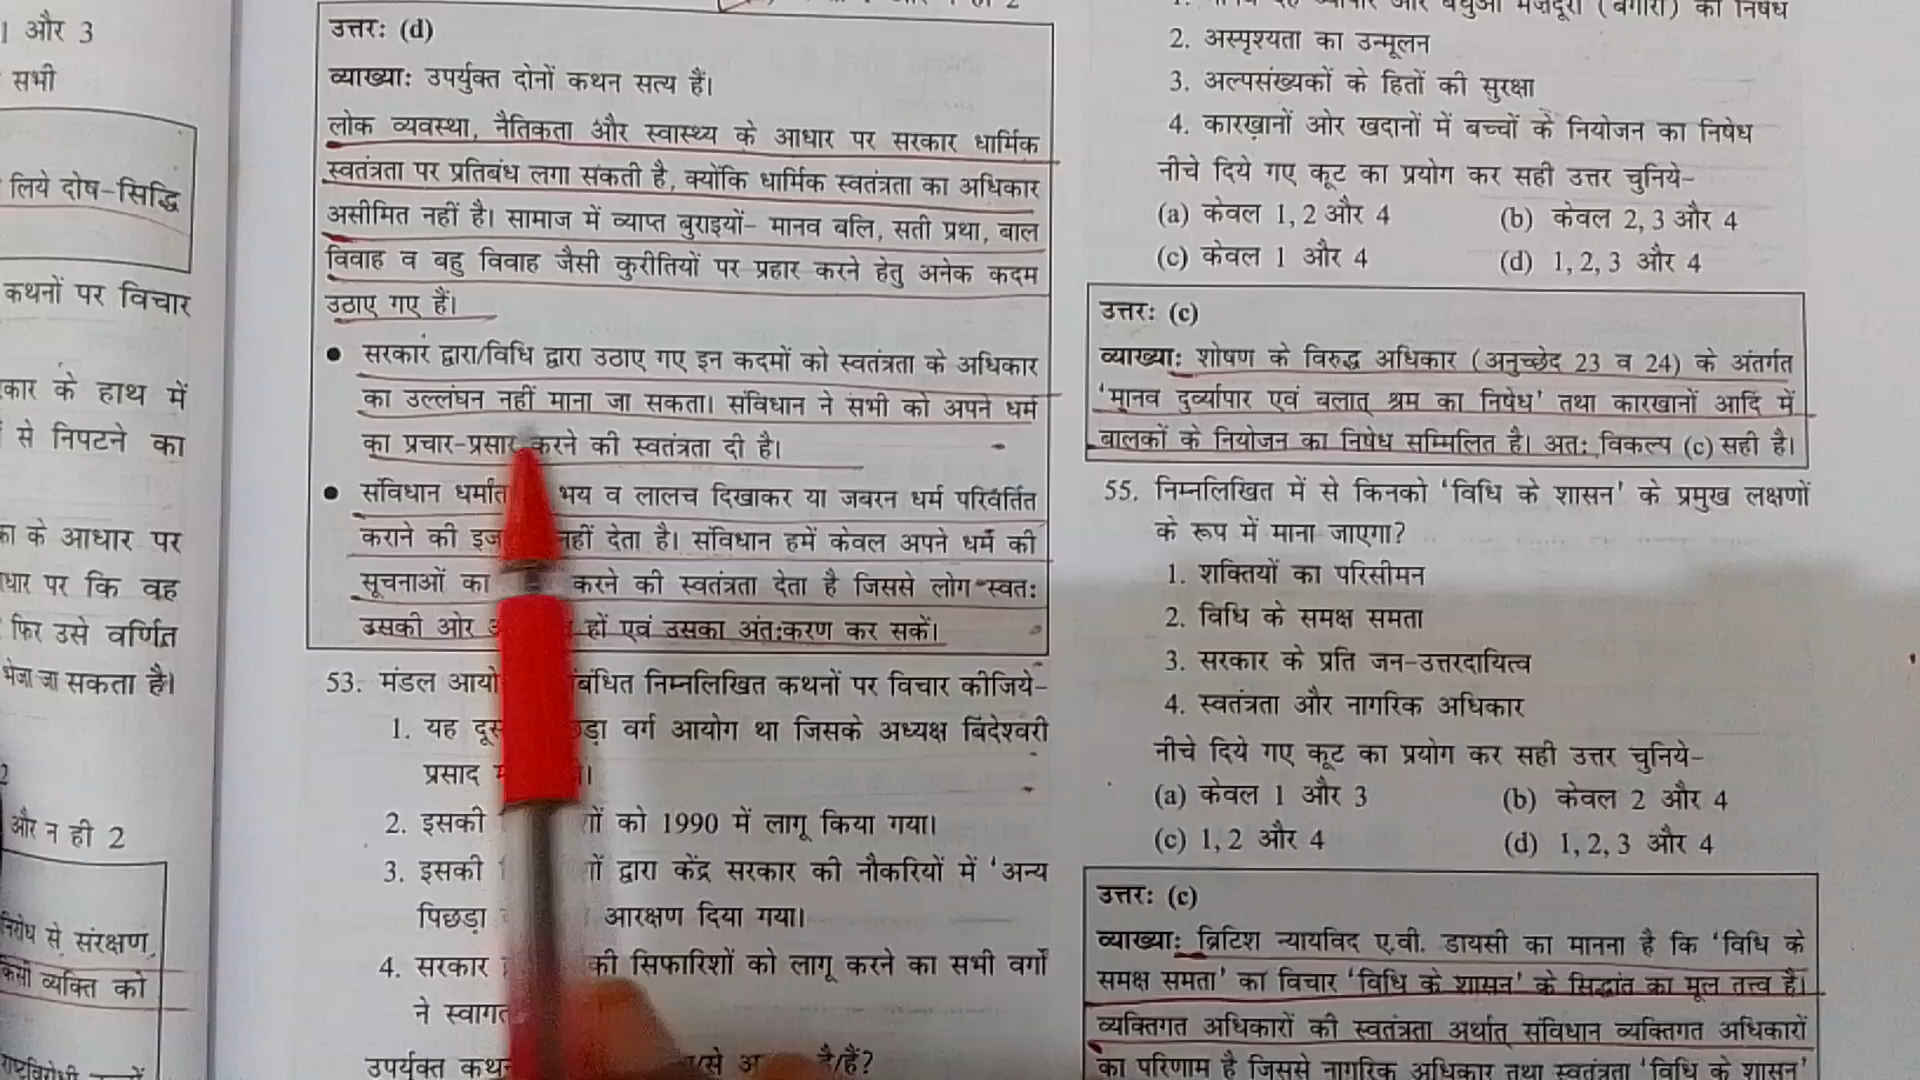 । और 3
सभी
लिये दोष-सिद्धि
कथनों पर विचार
कार के हाथ में
से निपटने का
का के आधार पर
धार पर कि वह
फिर उसे वर्णित
भेजा जा सकता है।
2
और न ही 2
से संरक्षण,
व्यक्ति को
उत्तरः (d)
व्याख्याः उपर्युक्त दोनों कथन सत्य हैं।
लोक व्यवस्था, नैतिकता और स्वास्थ्य के आधार पर सरकार धार्मिक
स्वतंत्रता पर प्रतिबंध लगा सकती है, क्योंकि धार्मिक स्वतंत्रता का अधिकार
असीमित नहीं है। सामाज में व्याप्त बुराइयों- मानव बलि, सती प्रथा, बाल
विवाह व बहु विवाह जैसी कुरीतियों पर प्रहार करने हेतु अनेक कदम
उठाए गए हैं।
● सरकार द्वारा/विधि द्वारा उठाए गए इन कदमों को स्वतंत्रता के अधिकार
का उल्लंघन नहीं माना जा सकता। संविधान ने सभी को अपने धर्म
का प्रचार-प्रसार करने की स्वतंत्रता दी है।
● संविधान धर्मांत भय व लालच दिखाकर या जबरन धर्म परिवर्तित
कराने की नहीं देता है। संविधान हमें केवल अपने धर्म की
सूचनाओं का करने की स्वतंत्रता देता है जिससे लोग स्वतः
उसकी ओर हों एवं उसका अंतःकरण कर सकें।
53. मंडल निम्नलिखित कथनों पर विचार कीजिये-
1. यह वर्ग आयोग था जिसके अध्यक्ष बिंदेश्वरी
प्रसाद
2. इसकी को 1990 में लागू किया गया।
3. इसकी द्वारा केंद्र सरकार की नौकरियों में 'अन्य
पिछड़ा आरक्षण दिया गया।
4. सरकार की सिफारिशों को लागू करने का सभी वर्गों
ने
उपर्युक्त है/हैं?
2. अस्पृश्यता का उन्मूलन
3. अल्पसंख्यकों के हितों की सुरक्षा
4. कारखानों ओर खदानों में बच्चों के नियोजन का निषेध
नीचे दिये गए कूट का प्रयोग कर सही उत्तर चुनिये-
(a) केवल 1, 2 और 4 (b) केवल 2, 3 और 4
(c) केवल 1 और 4 (d) 1, 2, 3 और 4
उत्तरः (c)
व्याख्याः शोषण के विरुद्ध अधिकार (अनुच्छेद 23 व 24) के अंतर्गत
'मानव दुर्व्यापार एवं बलात् श्रम का निषेध' तथा कारखानों आदि में
बालकों के नियोजन का निषेध सम्मिलित है। अतः विकल्प (c) सही है।
55. निम्नलिखित में से किनको 'विधि के शासन' के प्रमुख लक्षणों
के रूप में माना जाएगा?
1. शक्तियों का परिसीमन
2. विधि के समक्ष समता
3. सरकार के प्रति जन-उत्तरदायित्व
4. स्वतंत्रता और नागरिक अधिकार
नीचे दिये गए कूट का प्रयोग कर सही उत्तर चुनिये-
(a) केवल 1 और 3 (b) केवल 2 और 4
(c) 1, 2 और 4 (d) 1, 2, 3 और 4
उत्तरः (c)
व्याख्याः ब्रिटिश न्यायविद ए.वी. डायसी का मानना है कि 'विधि के
समक्ष समता' का विचार 'विधि के शासन' के सिद्धांत का मूल तत्त्व है।
व्यक्तिगत अधिकारों की स्वतंत्रता अर्थात् संविधान व्यक्तिगत अधिकारों
का परिणाम है जिससे नागरिक अधिकार तथा स्वतंत्रता 'विधि के शासन'